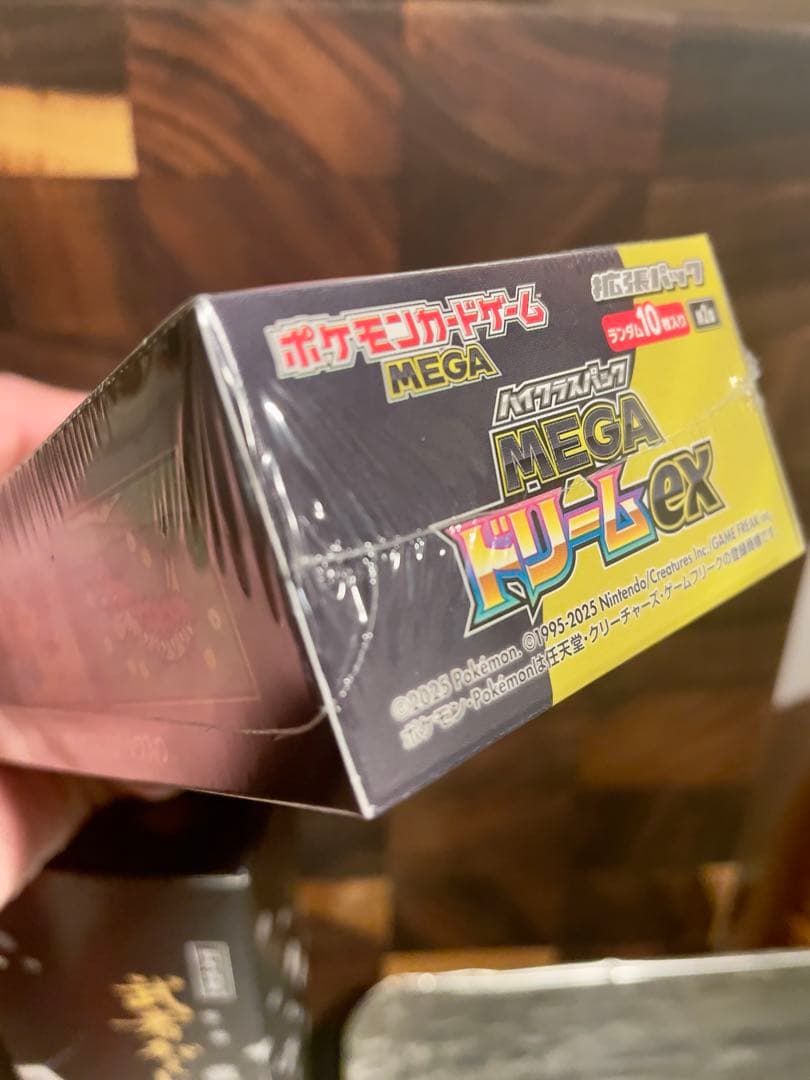 ポケモンカードゲーム
MEGA
拡張パック
ランダム10枚入り
ハイクラスパック
MEGA
ドリームex
©2025 Pokémon. ©1995-2025 Nintendo/Creatures Inc./GAME FREAK inc.
ポケモン・Pokémonは任天堂・クリーチャーズ・ゲームフリークの登録商標です